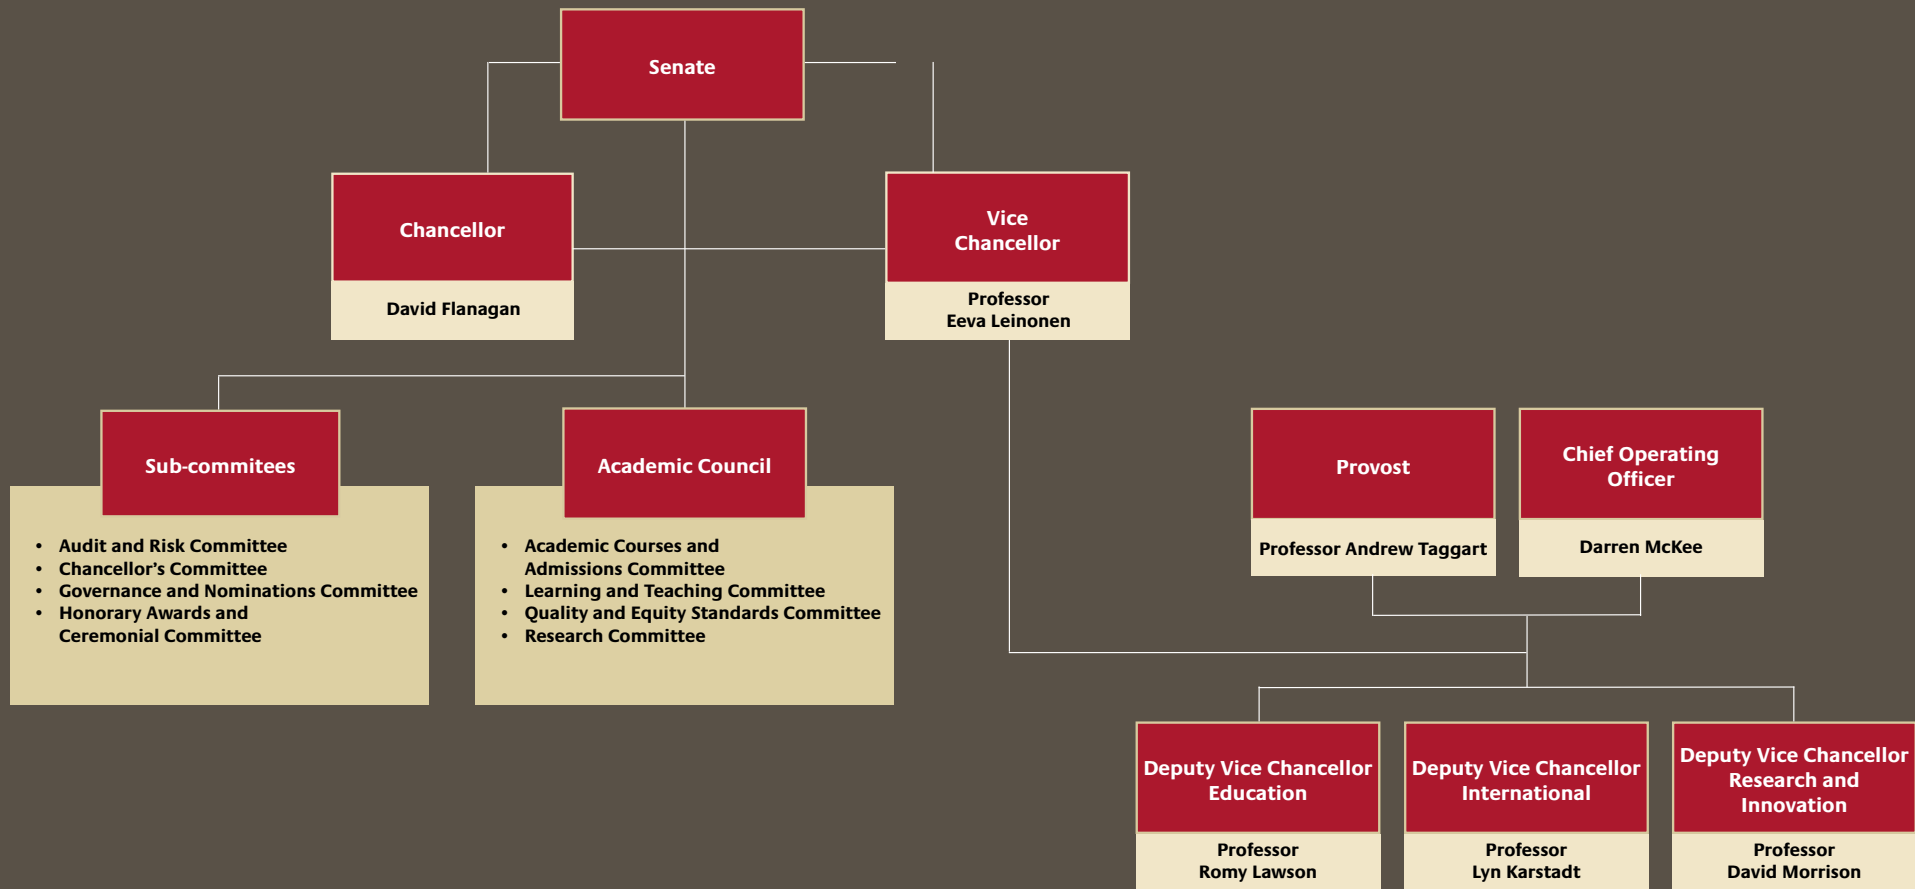 Senate
Chancellor
David Flanagan
Vice
Chancellor
Professor
Eeva Leinonen
Sub-commitees
• Audit and Risk Committee
• Chancellor's Committee
• Governance and Nominations Committee
• Honorary Awards and
Ceremonial Committee
Academic Council
• Academic Courses and
Admissions Committee
• Learning and Teaching Committee
• Quality and Equity Standards Committee
• Research Committee
Provost
Professor Andrew Taggart
Chief Operating
Officer
Darren McKee
Deputy Vice Chancellor
Education
Professor
Romy Lawson
Deputy Vice Chancellor
International
Professor
Lyn Karstadt
Deputy Vice Chancellor
Research and
Innovation
Professor
David Morrison